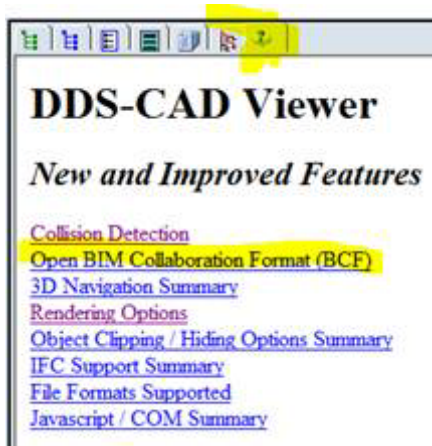 DDS-CAD Viewer
New and Improved Features
Collision Detection
Open BIM Collaboration Format (BCF)
3D Navigation Summary
Rendering Options
Object Clipping / Hiding Options Summary
IFC Support Summary
File Formats Supported
Javascript / COM Summary